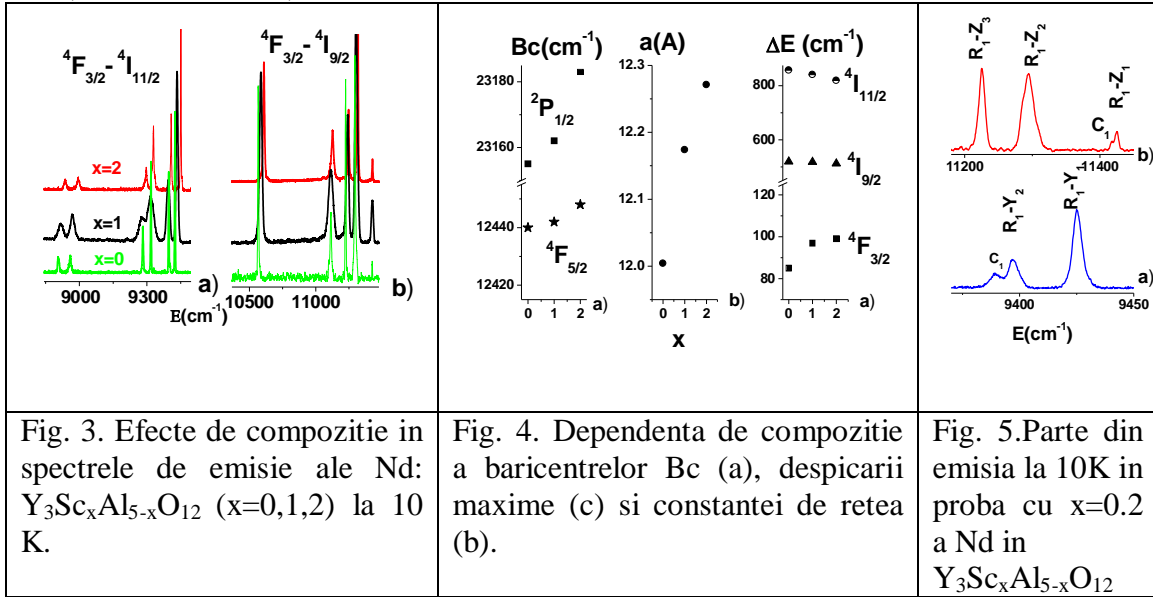 ⁴F₃/₂- ⁴I₁₁/₂
x=2
x=1
x=0
a)
9000 9300
E(cm⁻¹)
⁴F₃/₂- ⁴I₉/₂
b)
10500 11000
Bc(cm⁻¹)
23180
²P₁/₂
23160
12440
⁴F₅/₂
12420
0 1 2 a)
a(A)
12.3
12.2
12.1
12.0
0 1 2 b)
x
ΔE (cm⁻¹)
800
⁴I₁₁/₂
600
⁴I₉/₂
120
100
⁴F₃/₂
80
0 1 2 a)
R₁-Z₃
R₁-Z₂
R₁-Z₁
C₁
11200 11400 b)
R₁-Y₂
R₁-Y
C₁
a)
9400 9450
E(cm⁻¹)
Fig. 3. Efecte de compozitie in
spectrele de emisie ale Nd:
Y₃ScₓAl₅₋ₓO₁₂ (x=0,1,2) la 10
K.
Fig. 4. Dependenta de compozitie
a baricentrelor Bc (a), despicarii
maxime (c) si constantei de retea
(b).
Fig. 5.Parte din
emisia la 10K in
proba cu x=0.2
a Nd in
Y₃ScₓAl₅₋ₓO₁₂